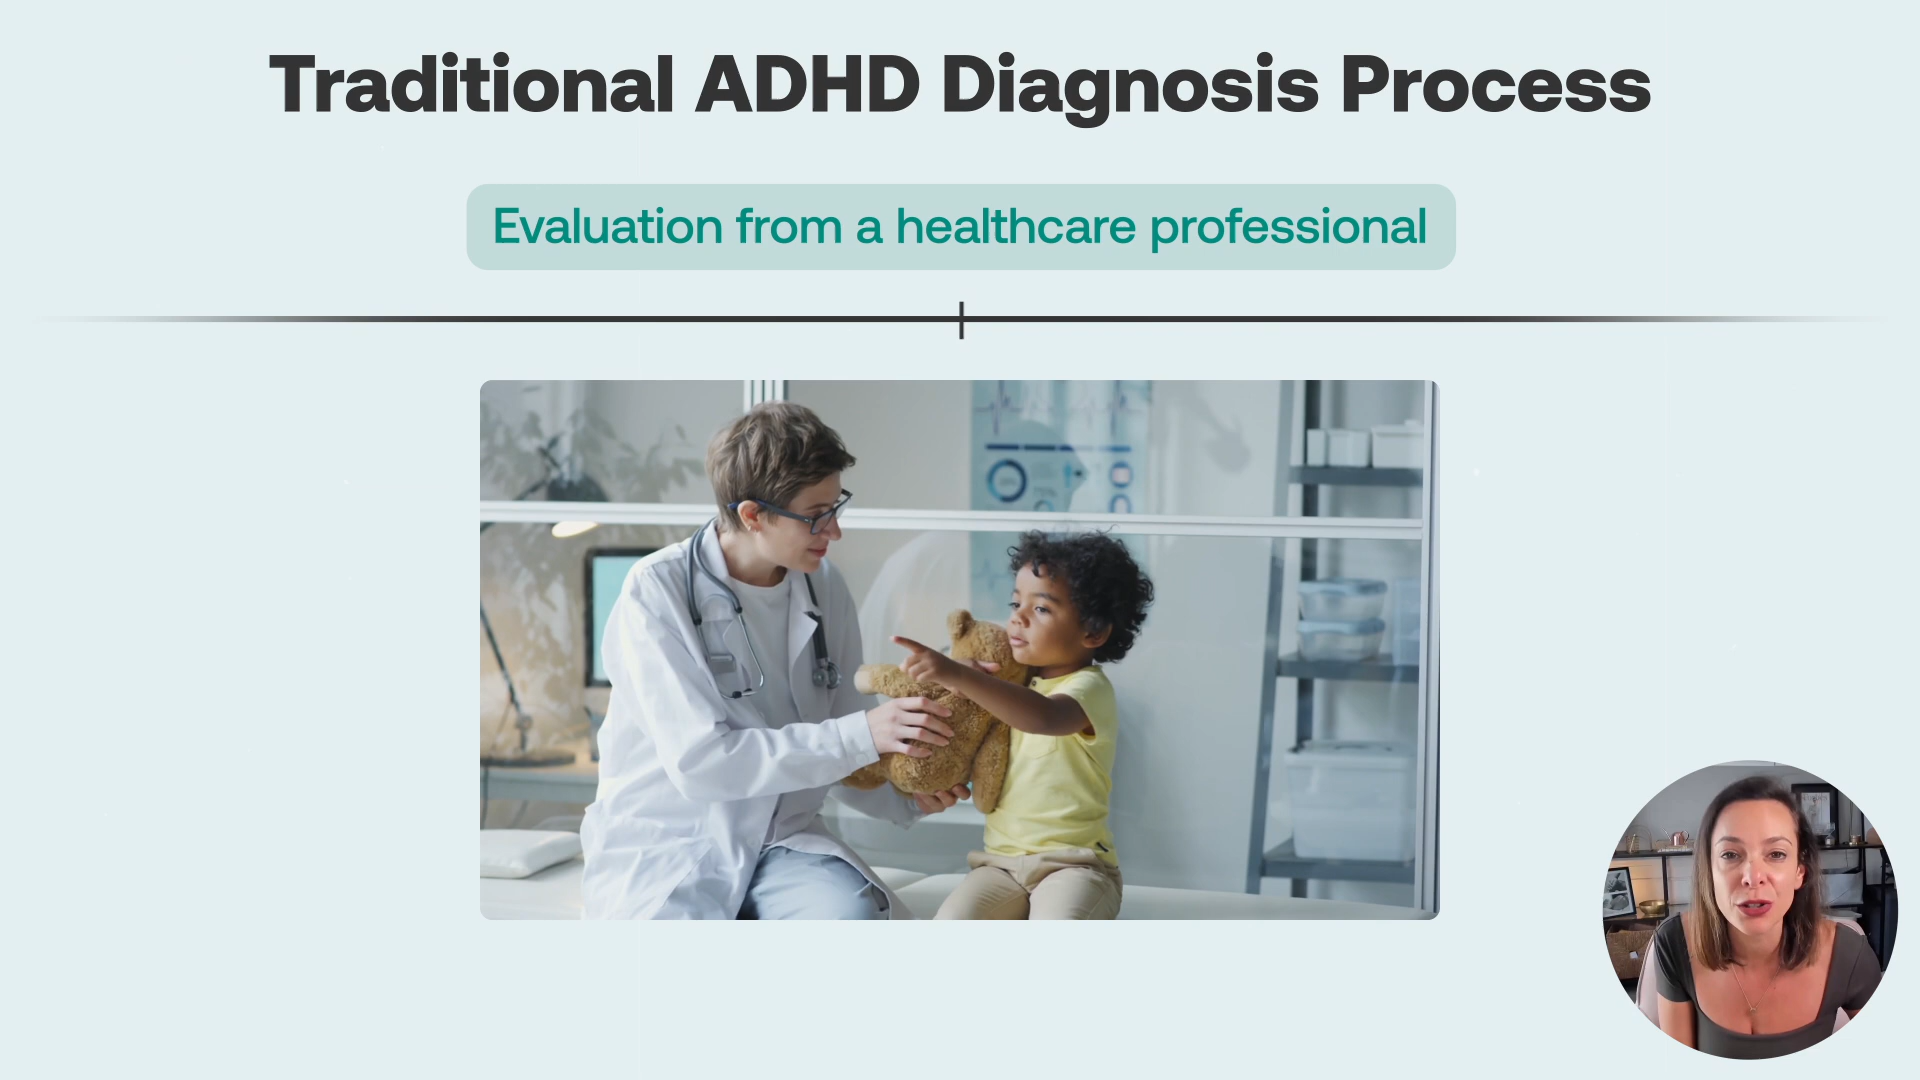 Traditional ADHD Diagnosis Process
Evaluation from a healthcare professional